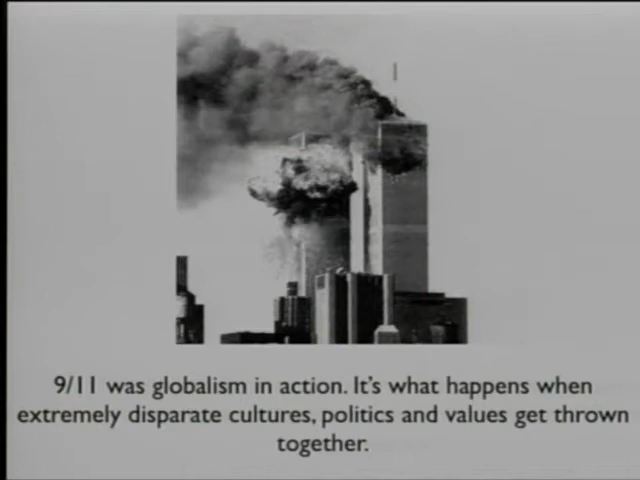 9/11 was globalism in action. It's what happens when
extremely disparate cultures, politics and values get thrown
together.